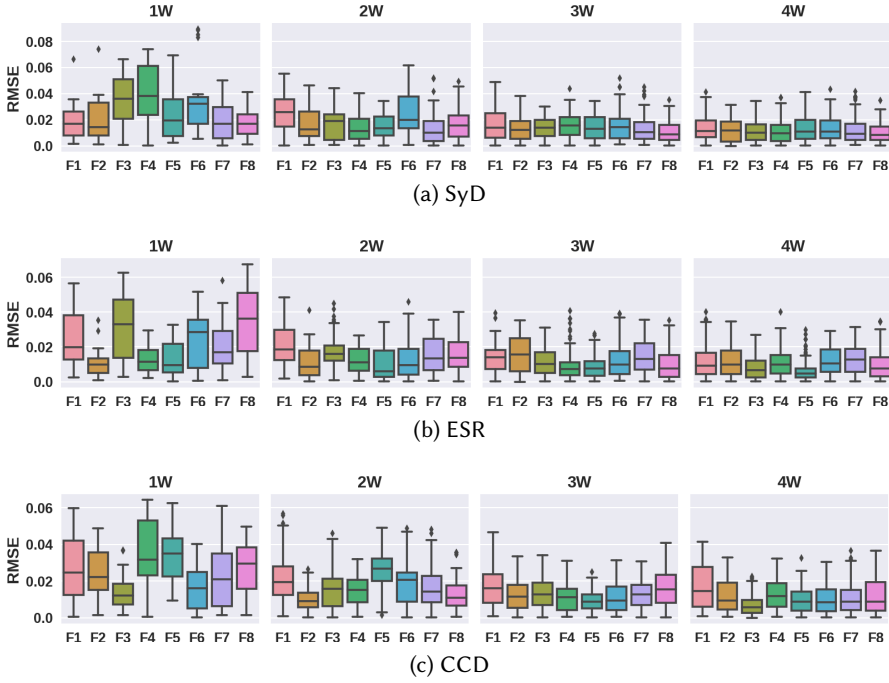 1W 2W 3W 4W
RMSE
0.08
0.06
0.04
0.02
0.0
F1 F2 F3 F4 F5 F6 F7 F8 F1 F2 F3 F4 F5 F6 F7 F8 F1 F2 F3 F4 F5 F6 F7 F8 F1 F2 F3 F4 F5 F6 F7 F8
(a) SyD
1W 2W 3W 4W
RMSE
0.06
0.04
0.02
0.0
F1 F2 F3 F4 F5 F6 F7 F8 F1 F2 F3 F4 F5 F6 F7 F8 F1 F2 F3 F4 F5 F6 F7 F8 F1 F2 F3 F4 F5 F6 F7 F8
(b) ESR
1W 2W 3W 4W
RMSE
0.06
0.04
0.02
0.0
F1 F2 F3 F4 F5 F6 F7 F8 F1 F2 F3 F4 F5 F6 F7 F8 F1 F2 F3 F4 F5 F6 F7 F8 F1 F2 F3 F4 F5 F6 F7 F8
(c) CCD